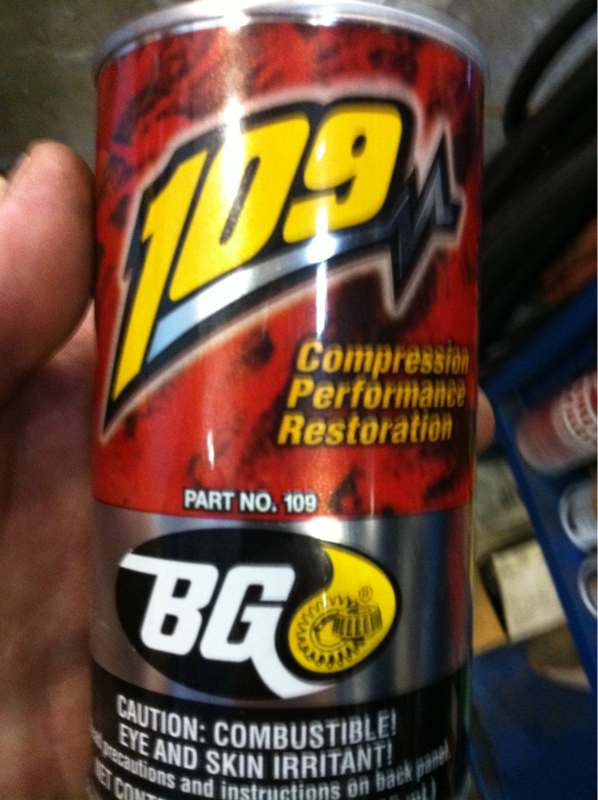 109
Compression
Performance
Restoration
PART NO. 109
BG
®
CAUTION: COMBUSTIBLE!
EYE AND SKIN IRRITANT!
precautions and instructions on back panel.
NET